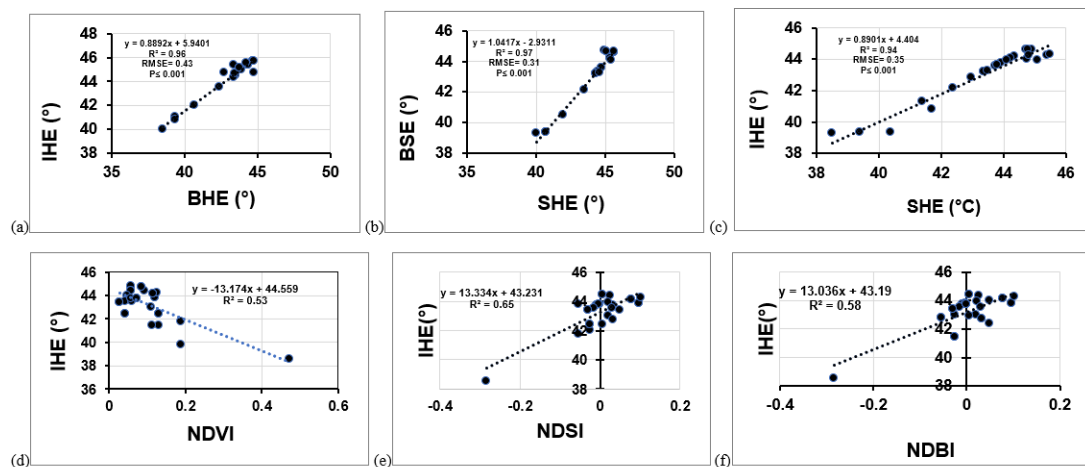 y = 0.8892x + 5.9401
R² = 0.96
RMSE= 0.43
P≤ 0.001
48
46
44
42
40
38
35 40 45 50
IHE (°)
BHE (°)
(a)
y = 1.0417x - 2.9311
R² = 0.97
RMSE= 0.31
P≤ 0.001
48
46
44
42
40
38
35 40 45 50
BSE (°)
SHE (°)
(b)
y = 0.8901x + 4.404
R² = 0.94
RMSE= 0.35
P≤ 0.001
46
44
42
40
38
38 40 42 44 46
IHE (°)
SHE (°C)
(c)
y = -13.174x + 44.559
R² = 0.53
46
44
42
40
38
36
0 0.2 0.4 0.6
IHE(°)
NDVI
(d)
y = 13.334x + 43.231
R² = 0.65
46
44
42
40
38
-0.4 -0.2 0 0.2
IHE(°)
NDSI
(e)
y = 13.036x + 43.19
R² = 0.58
46
44
42
40
38
-0.4 -0.2 0 0.2
IHE(°)
NDBI
(f)